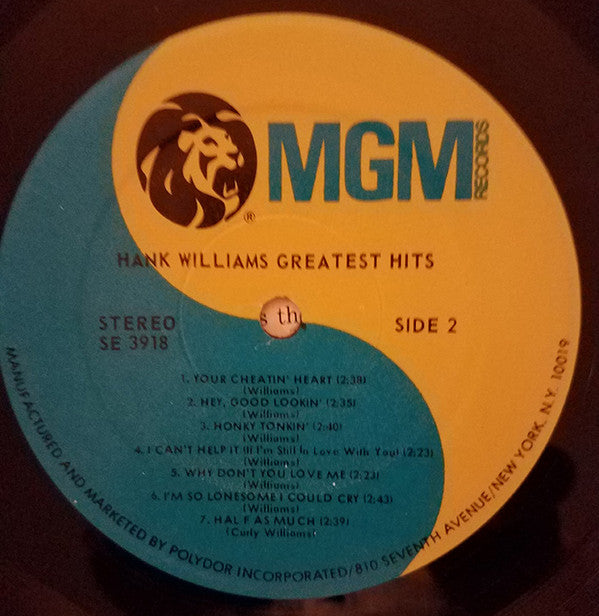 MGM
RECORDS
®
HANK WILLIAMS GREATEST HITS
STEREO
SE 3918
s th
SIDE 2
1. YOUR CHEATIN' HEART (2:38)
(Williams)
2. HEY, GOOD LOOKIN' (2:35)
(Williams)
3. HONKY TONKIN' (2:40)
(Williams)
4. I CAN'T HELP IT (If I'm Still In Love With You) (2:23)
(Williams)
5. WHY DON'T YOU LOVE ME (2:23)
(Williams)
6. I'M SO LONESOME I COULD CRY (2:43)
(Williams)
7. HALF AS MUCH (2:39)
(Curly Williams)
MANUFACTURED AND MARKETED BY POLYDOR INCORPORATED/810 SEVENTH AVENUE/NEW YORK, N.Y. 10019